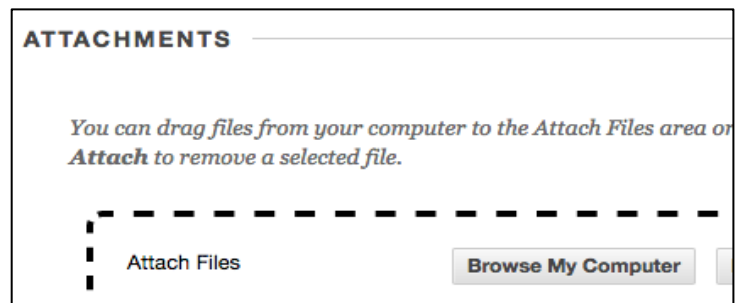 ATTACHMENTS
You can drag files from your computer to the Attach Files area or
Attach to remove a selected file.
Attach Files Browse My Computer